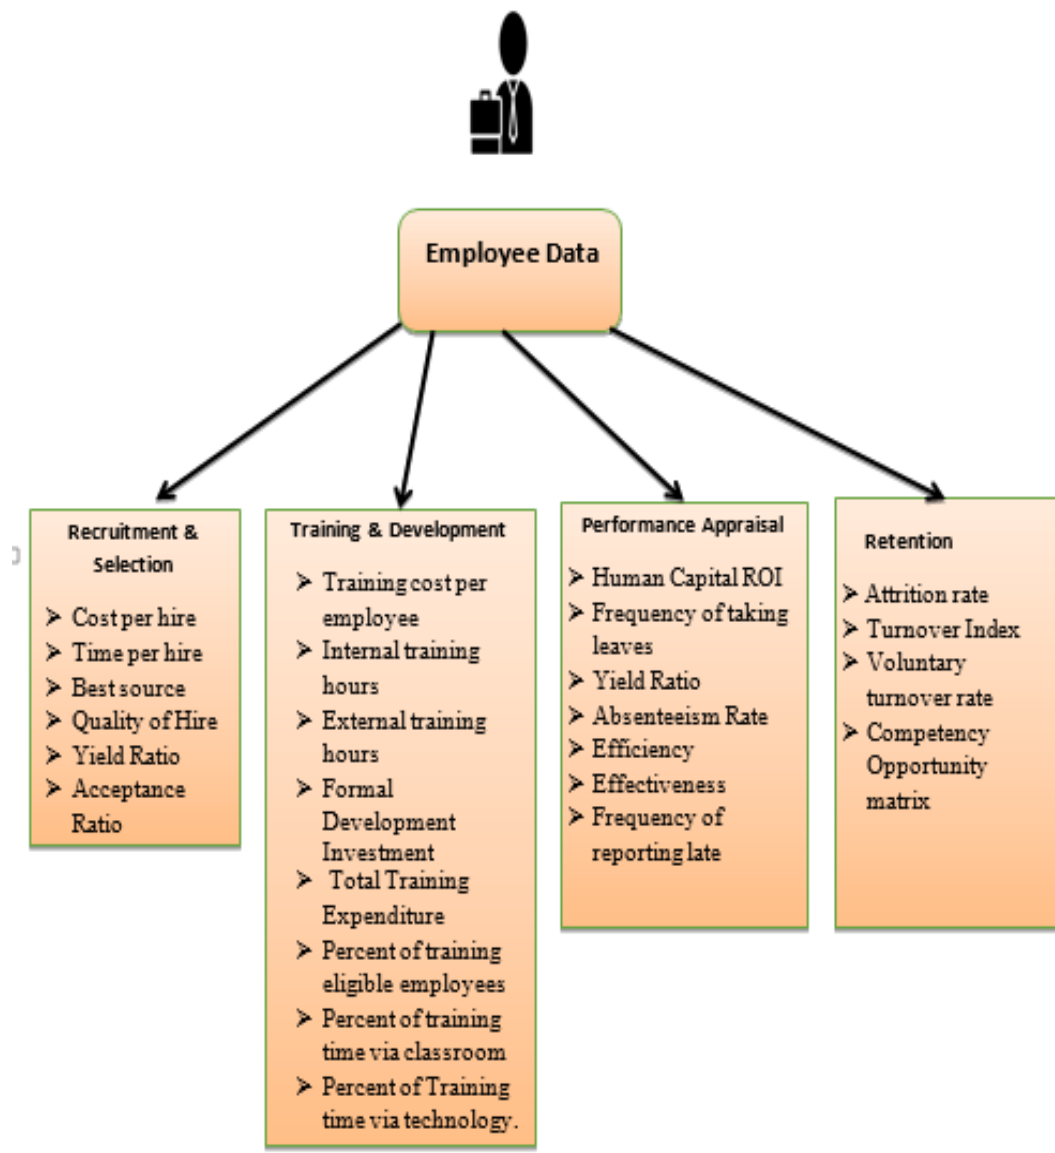 Employee Data
Recruitment &
Selection
➤ Cost per hire
➤ Time per hire
➤ Best source
➤ Quality of Hire
➤ Yield Ratio
➤ Acceptance
Ratio
Training & Development
➤ Training cost per
employee
➤ Internal training
hours
➤ External training
hours
➤ Formal
Development
Investment
➤ Total Training
Expenditure
➤ Percent of training
eligible employees
➤ Percent of training
time via classroom
➤ Percent of Training
time via technology.
Performance Appraisal
➤ Human Capital ROI
➤ Frequency of taking
leaves
➤ Yield Ratio
➤ Absenteeism Rate
➤ Efficiency
➤ Effectiveness
➤ Frequency of
reporting late
Retention
➤ Attrition rate
➤ Turnover Index
➤ Voluntary
turnover rate
➤ Competency
Opportunity
matrix